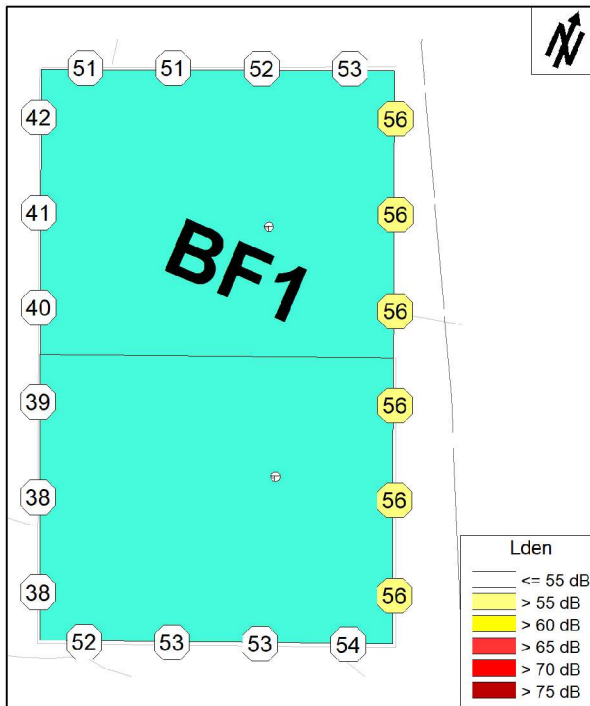 N
51 51 52 53
42 56
41 56
BF1
40 56
39 56
38 56
38 56
52 53 53 54
Lden
<= 55 dB
> 55 dB
> 60 dB
> 65 dB
> 70 dB
> 75 dB